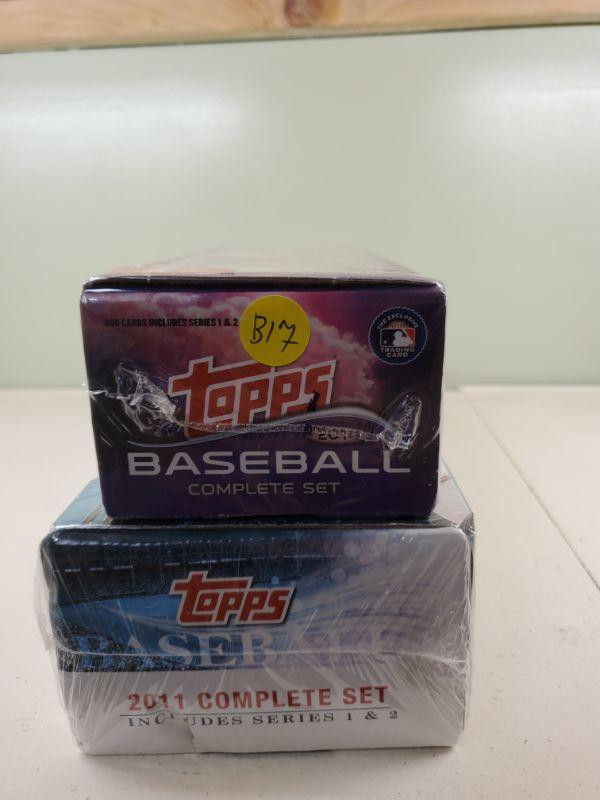 660 CARDS INCLUDES SERIES 1 & 2
B17
THE EXCLUSIVE
TRADING CARD
topps
BASEBALL
COMPLETE SET
topps
BASEBALL
2011 COMPLETE SET
INCLUDES SERIES 1 & 2